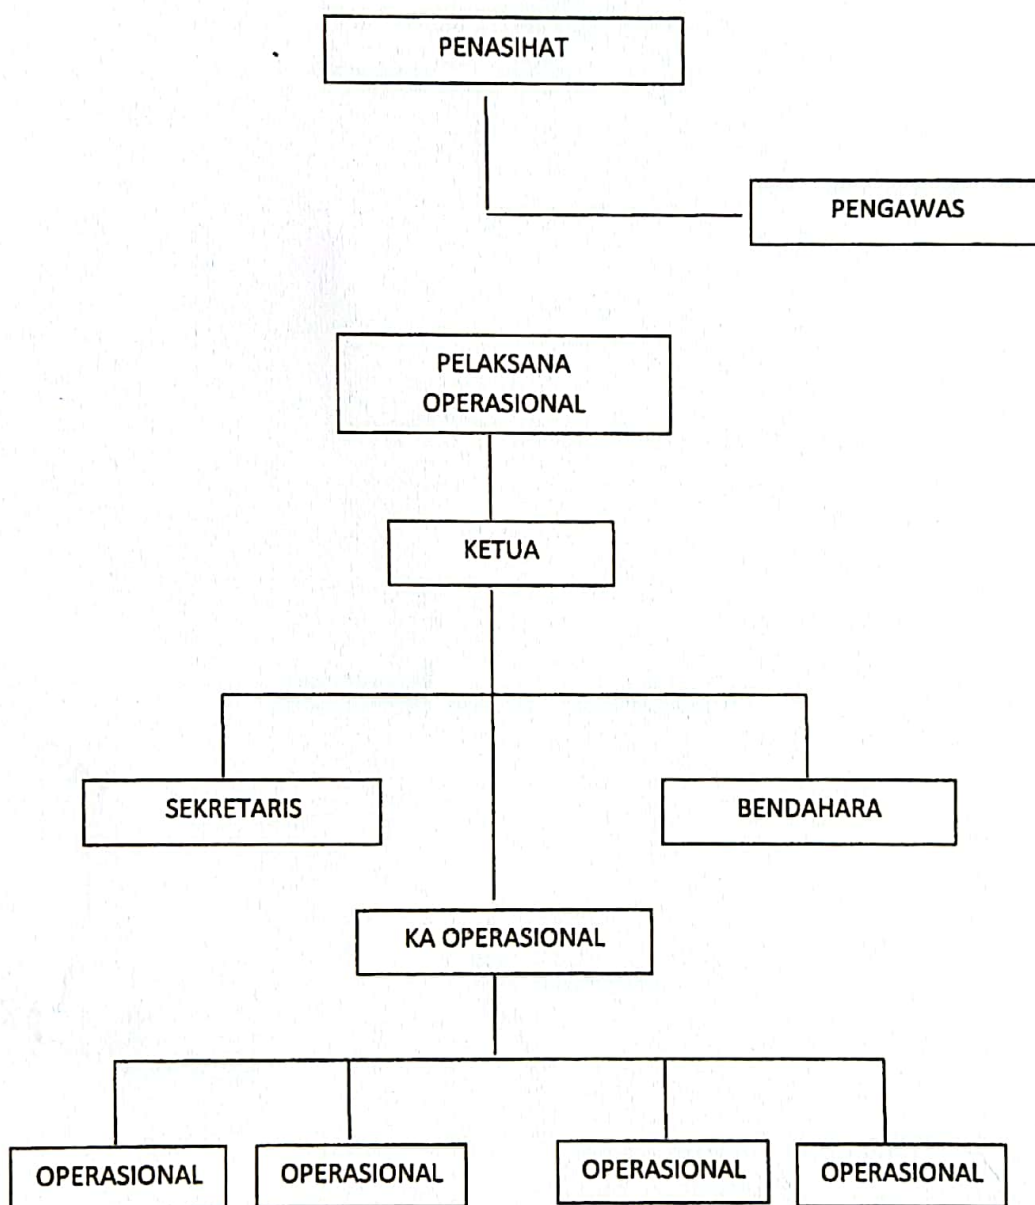 PENASIHAT
PENGAWAS
PELAKSANA
OPERASIONAL
KETUA
SEKRETARIS
BENDAHARA
KA OPERASIONAL
OPERASIONAL
OPERASIONAL
OPERASIONAL
OPERASIONAL